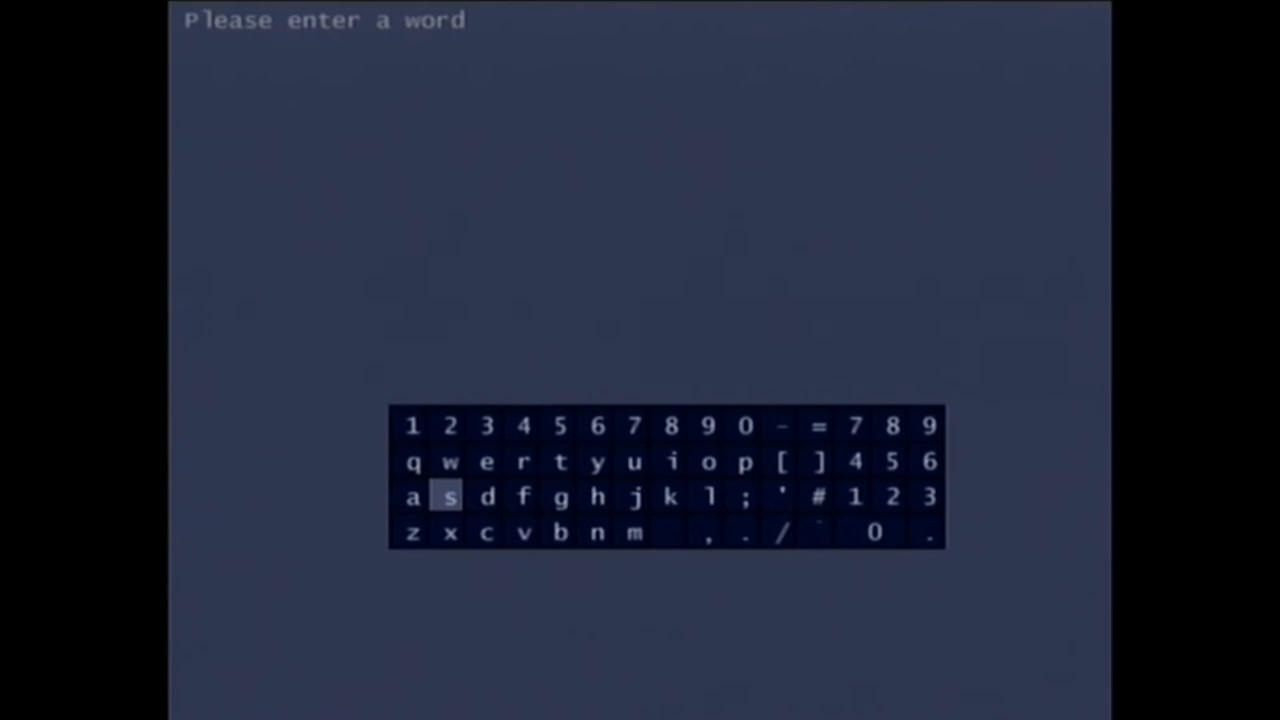 Please enter a word
1 2 3 4 5 6 7 8 9 0 - = 7 8 9
q w e r t y u i o p [ ] 4 5 6
a s d f g h j k l ; ' # 1 2 3
z x c v b n m , . / ` 0 .